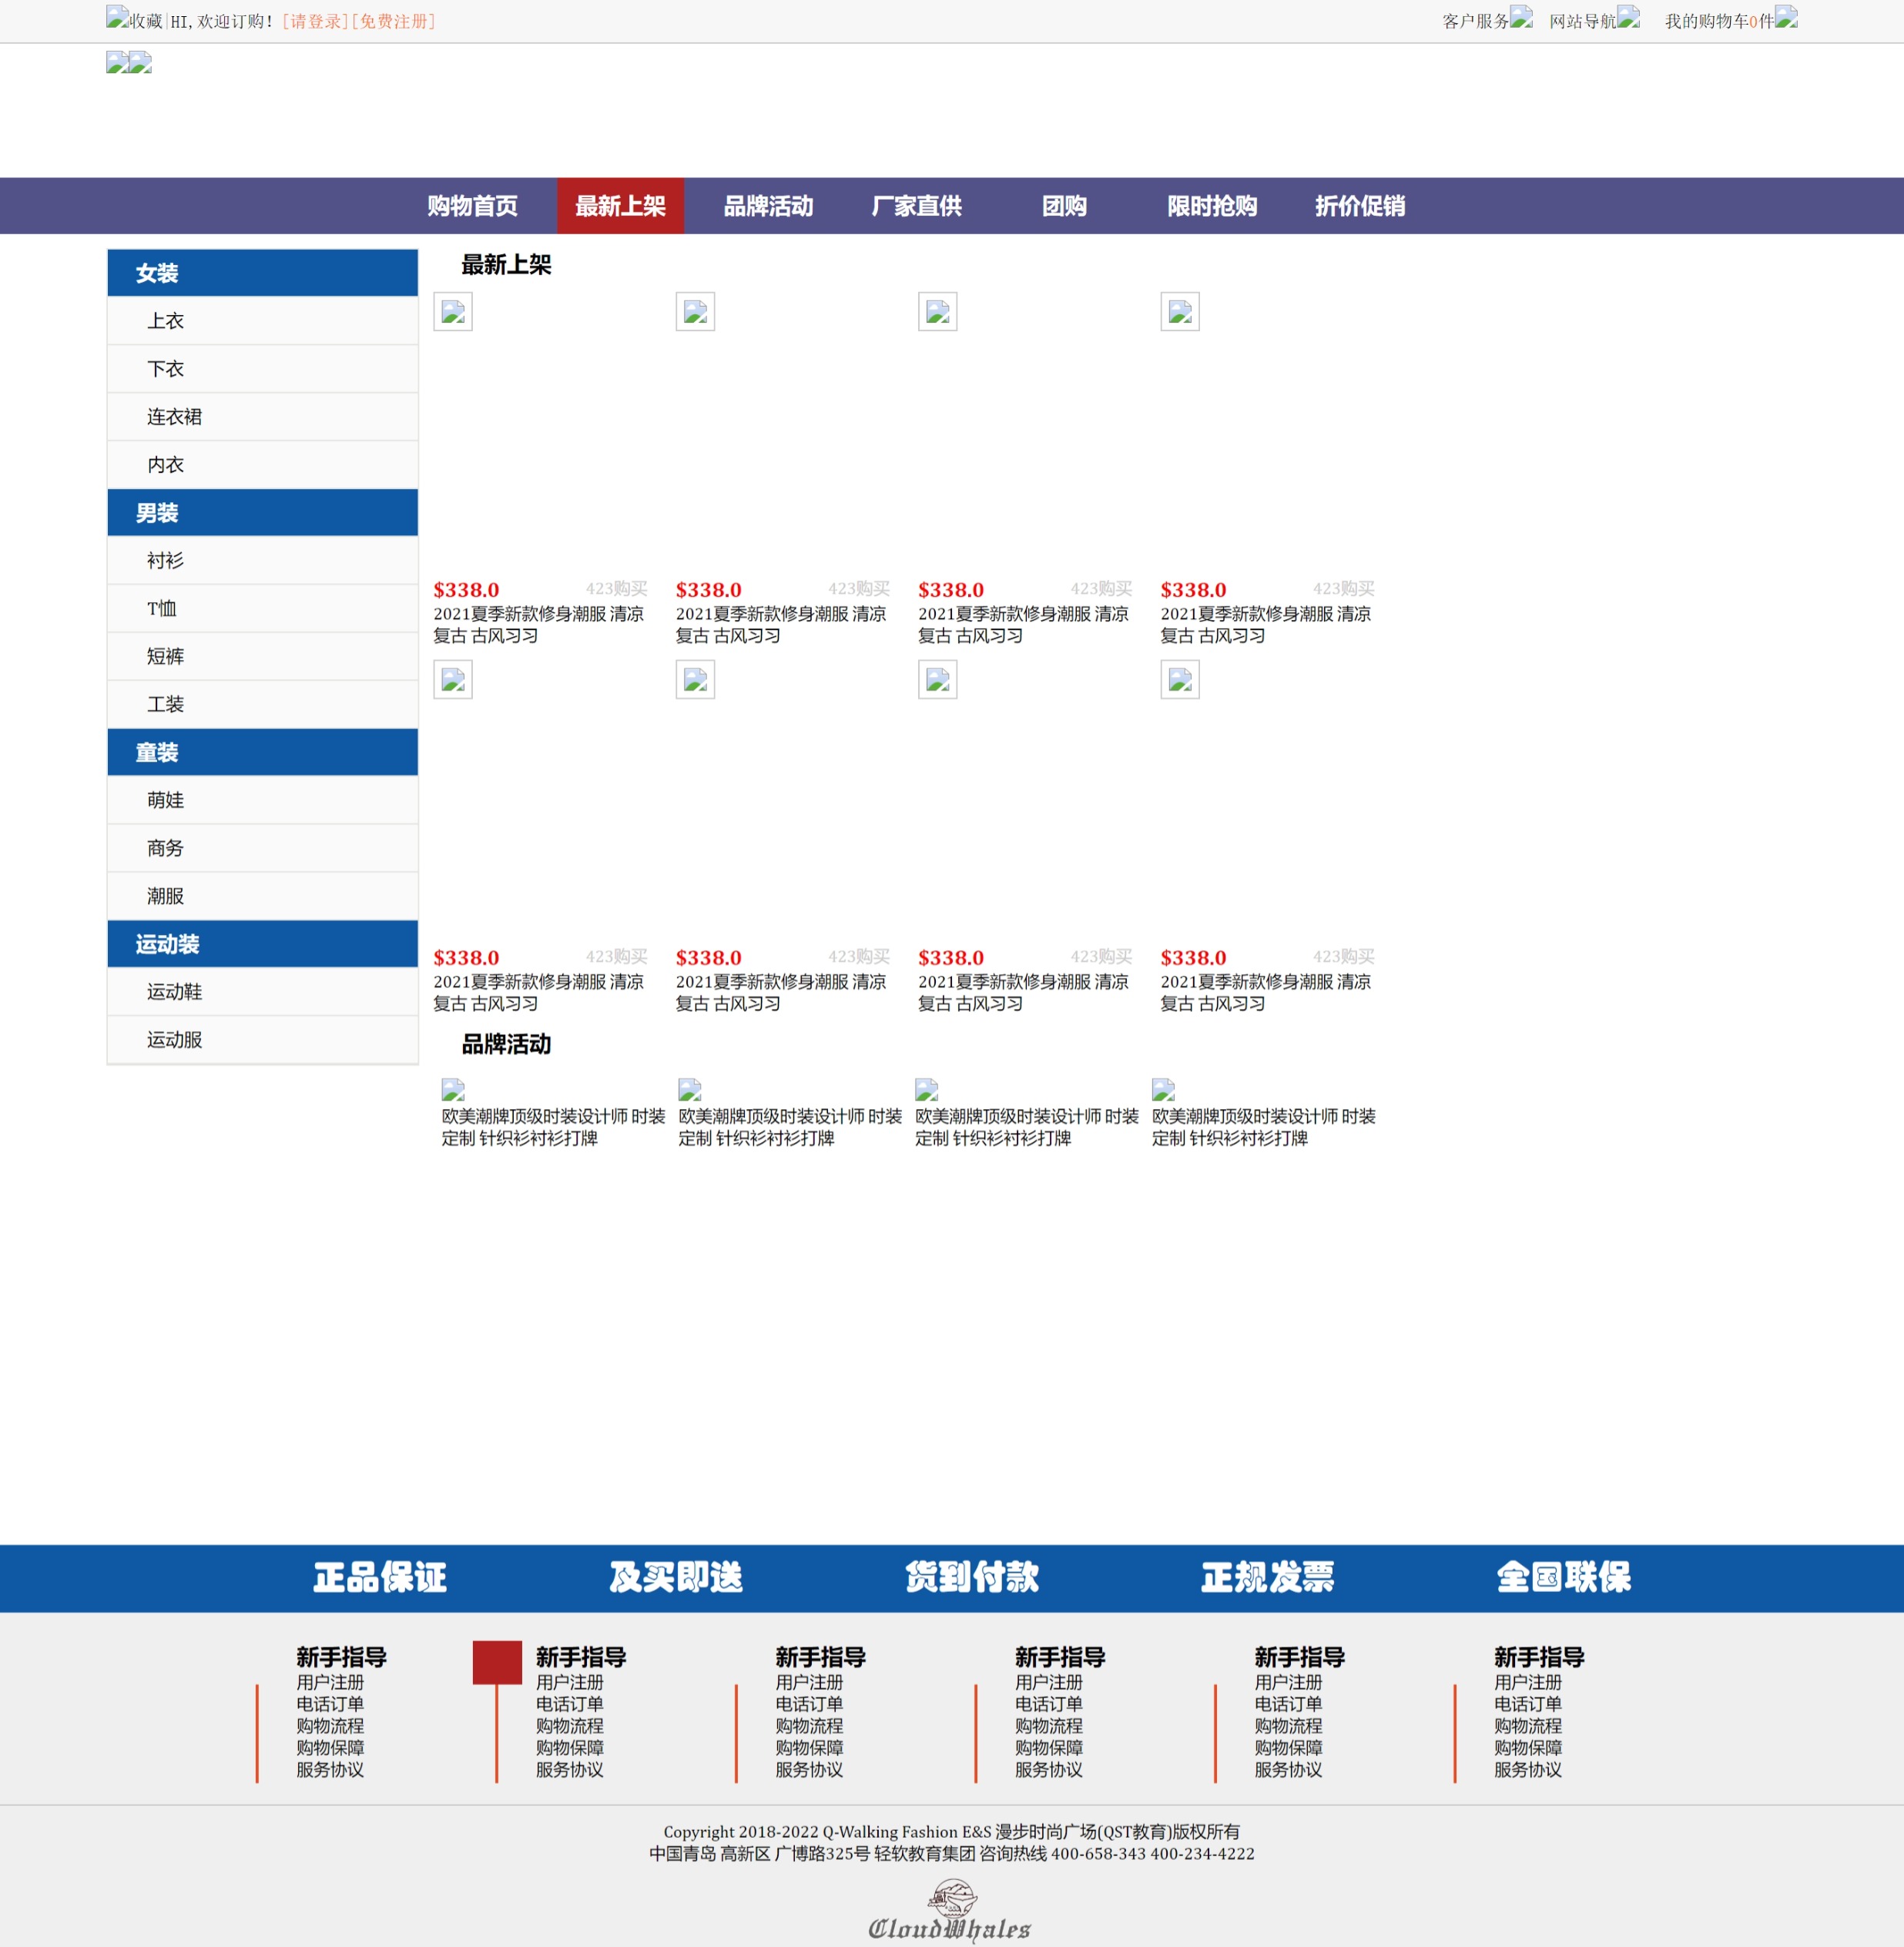 收藏|HI,欢迎订购! [请登录][免费注册]
客户服务 网站导航 我的购物车0件
购物首页 最新上架 品牌活动 厂家直供 团购 限时抢购 折价促销
女装
上衣
下衣
连衣裙
内衣
男装
衬衫
T恤
短裤
工装
童装
萌娃
商务
潮服
运动装
运动鞋
运动服
最新上架
$338.0 423购买 $338.0 423购买 $338.0 423购买 $338.0 423购买
2021夏季新款修身潮服 清凉 2021夏季新款修身潮服 清凉 2021夏季新款修身潮服 清凉 2021夏季新款修身潮服 清凉
复古 古风习习 复古 古风习习 复古 古风习习 复古 古风习习
$338.0 423购买 $338.0 423购买 $338.0 423购买 $338.0 423购买
2021夏季新款修身潮服 清凉 2021夏季新款修身潮服 清凉 2021夏季新款修身潮服 清凉 2021夏季新款修身潮服 清凉
复古 古风习习 复古 古风习习 复古 古风习习 复古 古风习习
品牌活动
欧美潮牌顶级时装设计师 时装 欧美潮牌顶级时装设计师 时装 欧美潮牌顶级时装设计师 时装 欧美潮牌顶级时装设计师 时装
定制 针织衫衬衫打牌 定制 针织衫衬衫打牌 定制 针织衫衬衫打牌 定制 针织衫衬衫打牌
正品保证 及买即送 货到付款 正规发票 全国联保
新手指导 新手指导 新手指导 新手指导 新手指导 新手指导
用户注册 用户注册 用户注册 用户注册 用户注册 用户注册
电话订单 电话订单 电话订单 电话订单 电话订单 电话订单
购物流程 购物流程 购物流程 购物流程 购物流程 购物流程
购物保障 购物保障 购物保障 购物保障 购物保障 购物保障
服务协议 服务协议 服务协议 服务协议 服务协议 服务协议
Copyright 2018-2022 Q-Walking Fashion E&S 漫步时尚广场(QST教育)版权所有
中国青岛 高新区 广博路325号 轻软教育集团 咨询热线 400-658-343 400-234-4222
CloudWhales